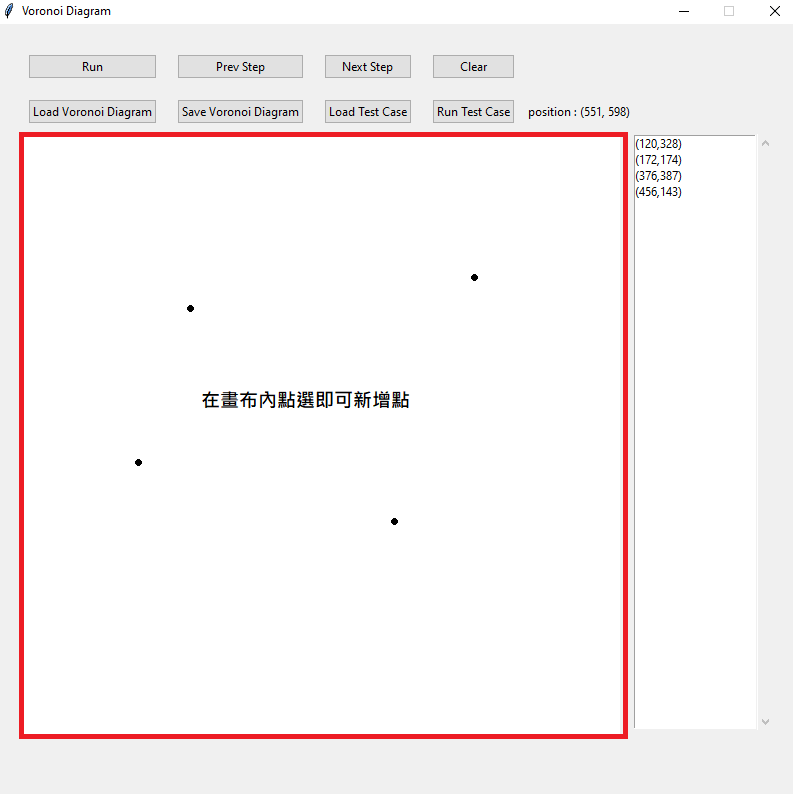 Voronoi Diagram
Run
Prev Step
Next Step
Clear
Load Voronoi Diagram
Save Voronoi Diagram
Load Test Case
Run Test Case
position : (551, 598)
(120,328)
(172,174)
(376,387)
(456,143)
在畫布內點選即可新增點